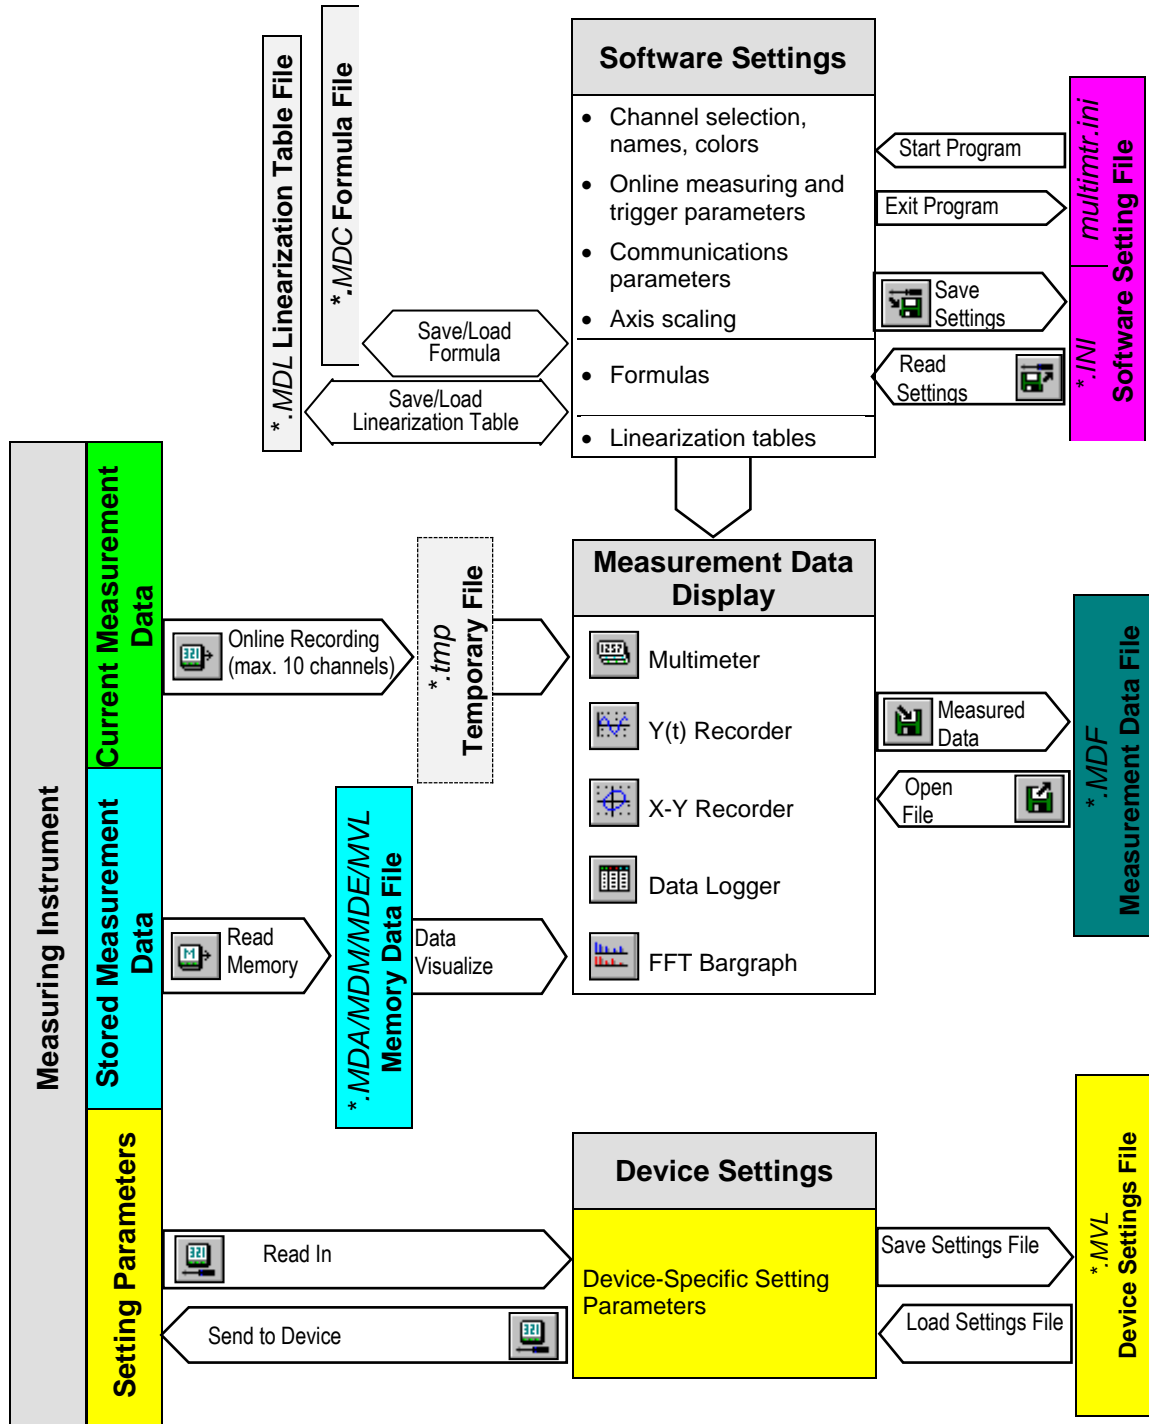 *.MDL Linearization Table File
*.MDC Formula File
Software Settings
• Channel selection,
names, colors
• Online measuring and
trigger parameters
• Communications
parameters
• Axis scaling
• Formulas
• Linearization tables
Start Program
Exit Program
Save
Settings
Read
Settings
*.INI
multimtr.ini
Software Setting File
Save/Load
Formula
Save/Load
Linearization Table
Measuring Instrument
Current Measurement
Data
Stored Measurement
Data
Setting Parameters
Online Recording
(max. 10 channels)
*.tmp
Temporary File
Read
Memory
*.MDA/MDM/MDE/MVL
Memory Data File
Data
Visualize
Measurement Data
Display
Multimeter
Y(t) Recorder
X-Y Recorder
Data Logger
FFT Bargraph
Measured
Data
Open
File
*.MDF
Measurement Data File
Read In
Send to Device
Device Settings
Device-Specific Setting
Parameters
Save Settings File
Load Settings File
*.MVL
Device Settings File
321
M
1257
321
321